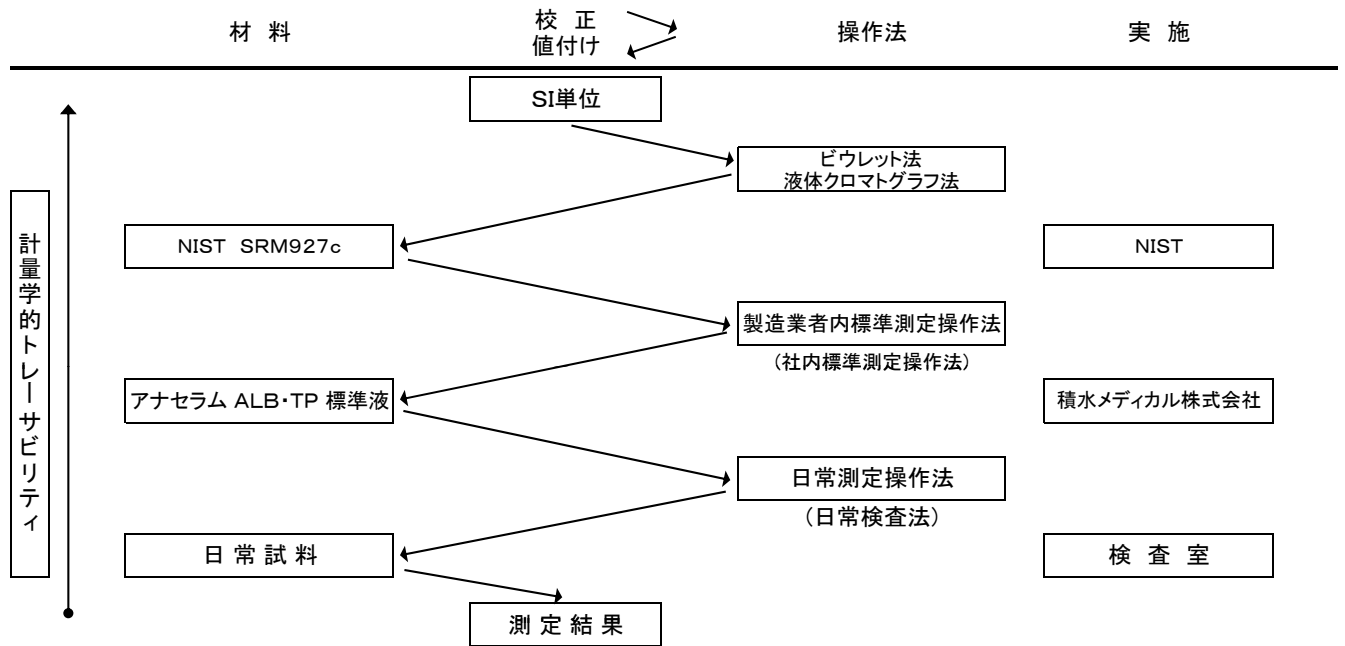 材 料
校 正
値付け
操作法
実 施
SI単位
ビウレット法
液体クロマトグラフ法
計量学的トレーサビリティ
NIST SRM927c
NIST
製造業者内標準測定操作法
(社内標準測定操作法)
アナセラム ALB・TP 標準液
積水メディカル株式会社
日常測定操作法
(日常検査法)
日 常 試 料
検 査 室
測 定 結 果